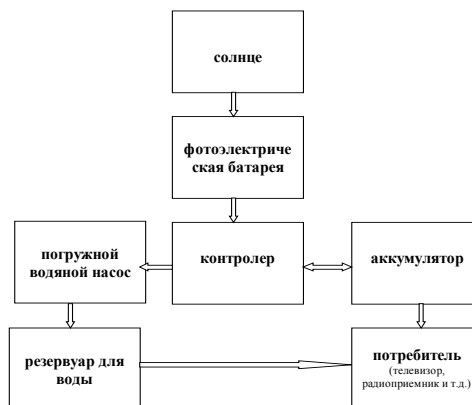 солнце
фотоэлектриче
ская батарея
погружной
водяной насос
контролер
аккумулятор
резервуар для
воды
потребитель
(телевизор,
радиоприемник и т.д.)